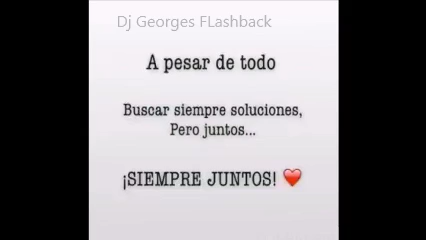 Dj Georges FLashback
A pesar de todo
Buscar siempre soluciones,
Pero juntos...
¡SIEMPRE JUNTOS! ❤️